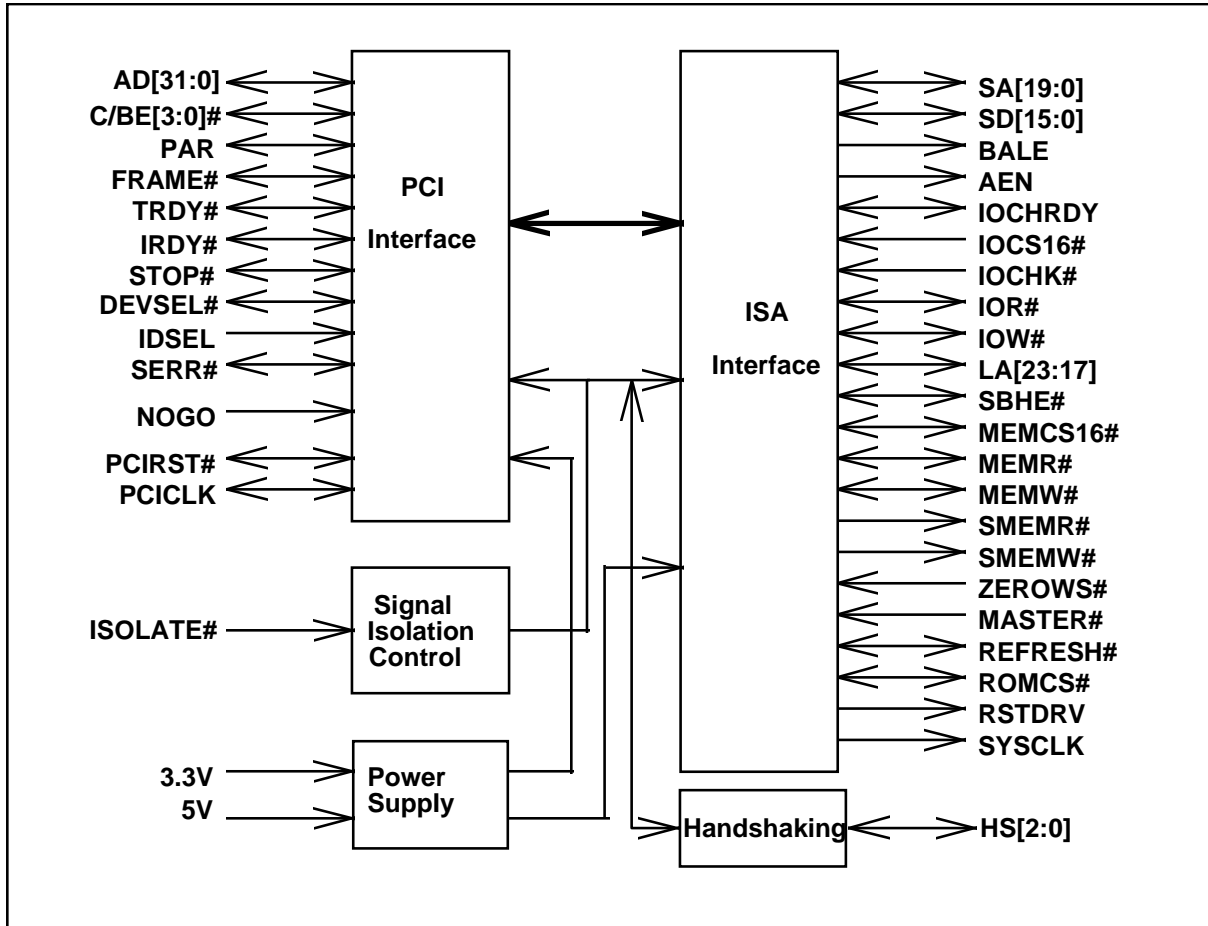 AD[31:0]
C/BE[3:0]#
PAR
FRAME#
TRDY#
IRDY#
STOP#
DEVSEL#
IDSEL
SERR#
NOGO
PCIRST#
PCICLK
PCI
Interface
ISOLATE#
Signal
Isolation
Control
3.3V
5V
Power
Supply
ISA
Interface
SA[19:0]
SD[15:0]
BALE
AEN
IOCHRDY
IOCS16#
IOCHK#
IOR#
IOW#
LA[23:17]
SBHE#
MEMCS16#
MEMR#
MEMW#
SMEMR#
SMEMW#
ZEROWS#
MASTER#
REFRESH#
ROMCS#
RSTDRV
SYSCLK
Handshaking
HS[2:0]